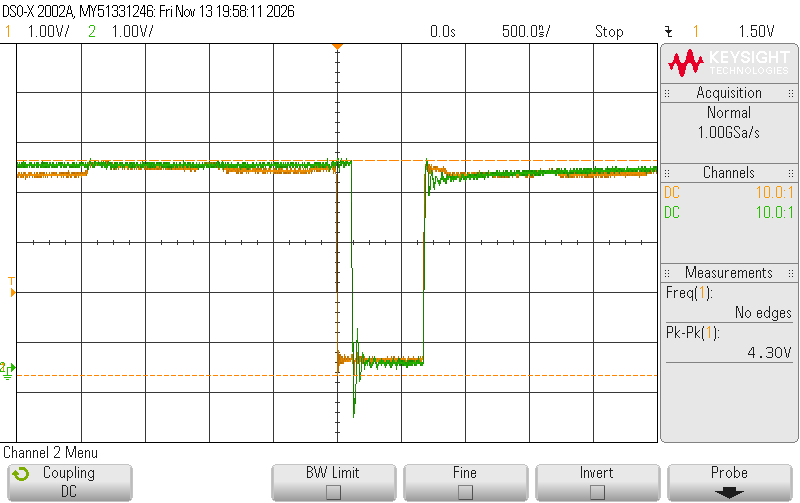 DSO-X 2002A, MY51331246: Fri Nov 13 19:58:11 2026
1 1.00V/ 2 1.00V/ 0.0s 500.0ns/ Stop 1 1.50V
KEYSIGHT
TECHNOLOGIES
Acquisition
Normal
1.00GSa/s
Channels
DC 10.0:1
DC 10.0:1
Measurements
Freq(1):
No edges
Pk-Pk(1):
4.30V
T
2
Channel 2 Menu
Coupling
DC
BW Limit
Fine
Invert
Probe